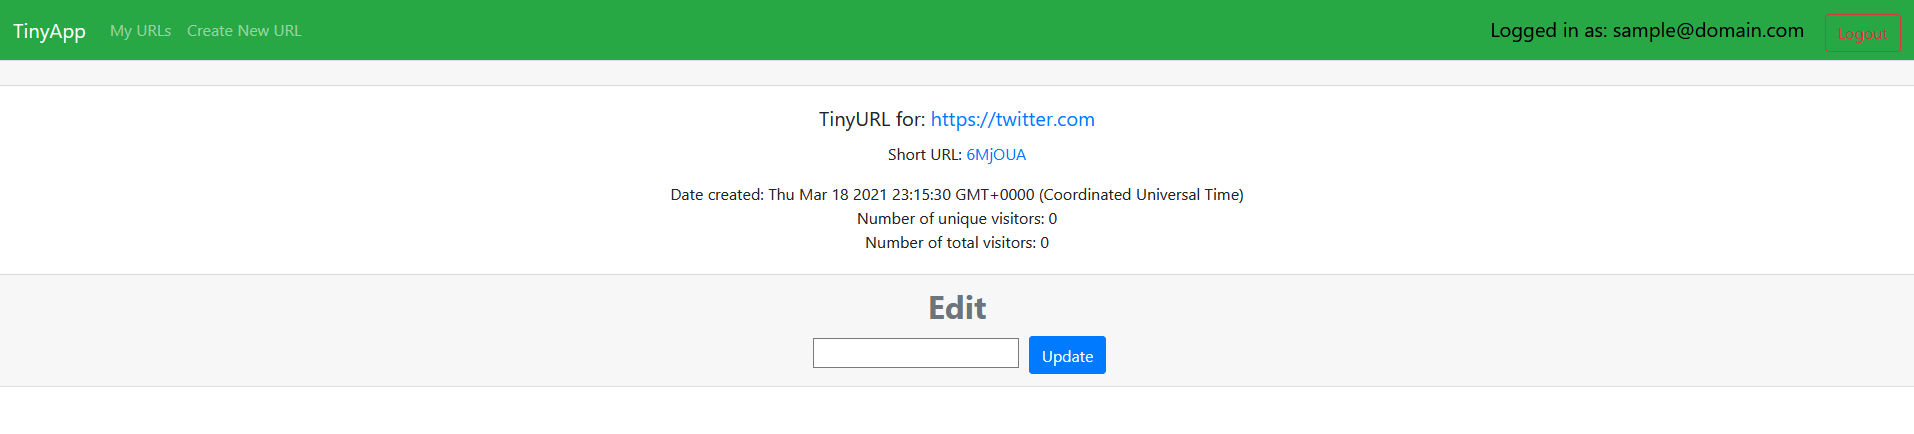 TinyApp My URLs Create New URL Logged in as: sample@domain.com Logout
TinyURL for: https://twitter.com
Short URL: 6MjOUA
Date created: Thu Mar 18 2021 23:15:30 GMT+0000 (Coordinated Universal Time)
Number of unique visitors: 0
Number of total visitors: 0
Edit
Update